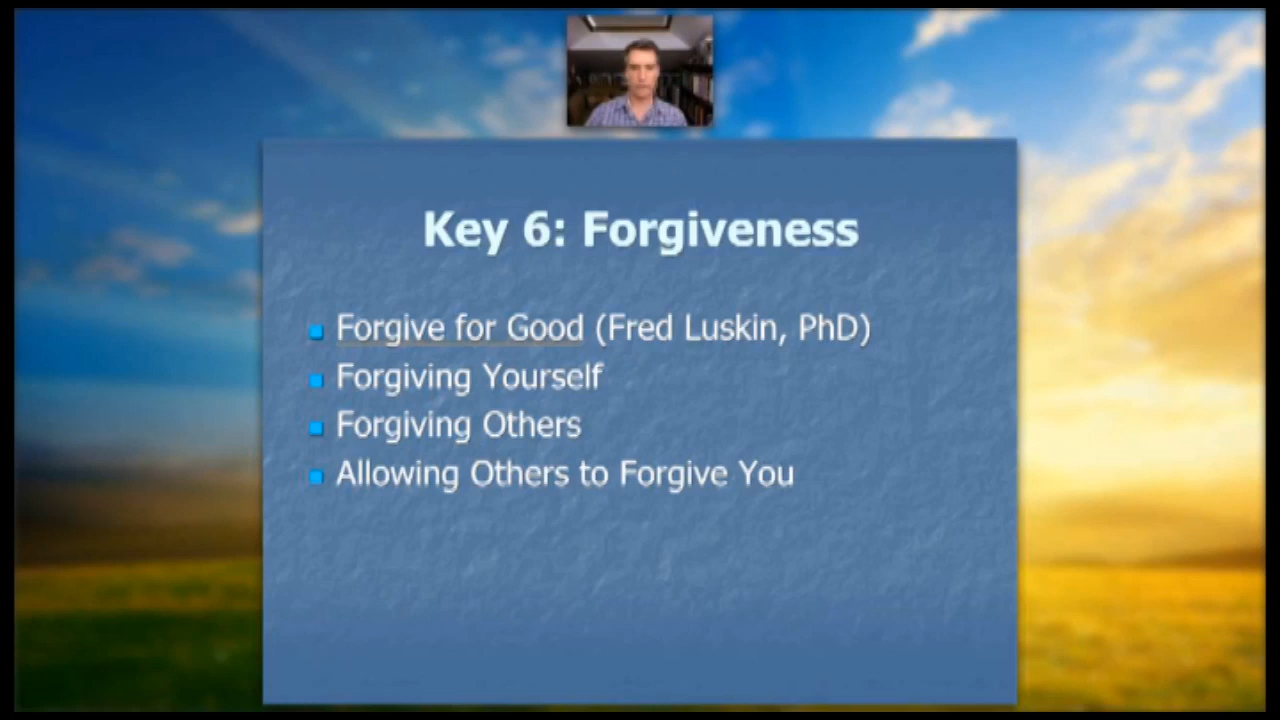 Key 6: Forgiveness
Forgive for Good (Fred Luskin, PhD)
Forgiving Yourself
Forgiving Others
Allowing Others to Forgive You